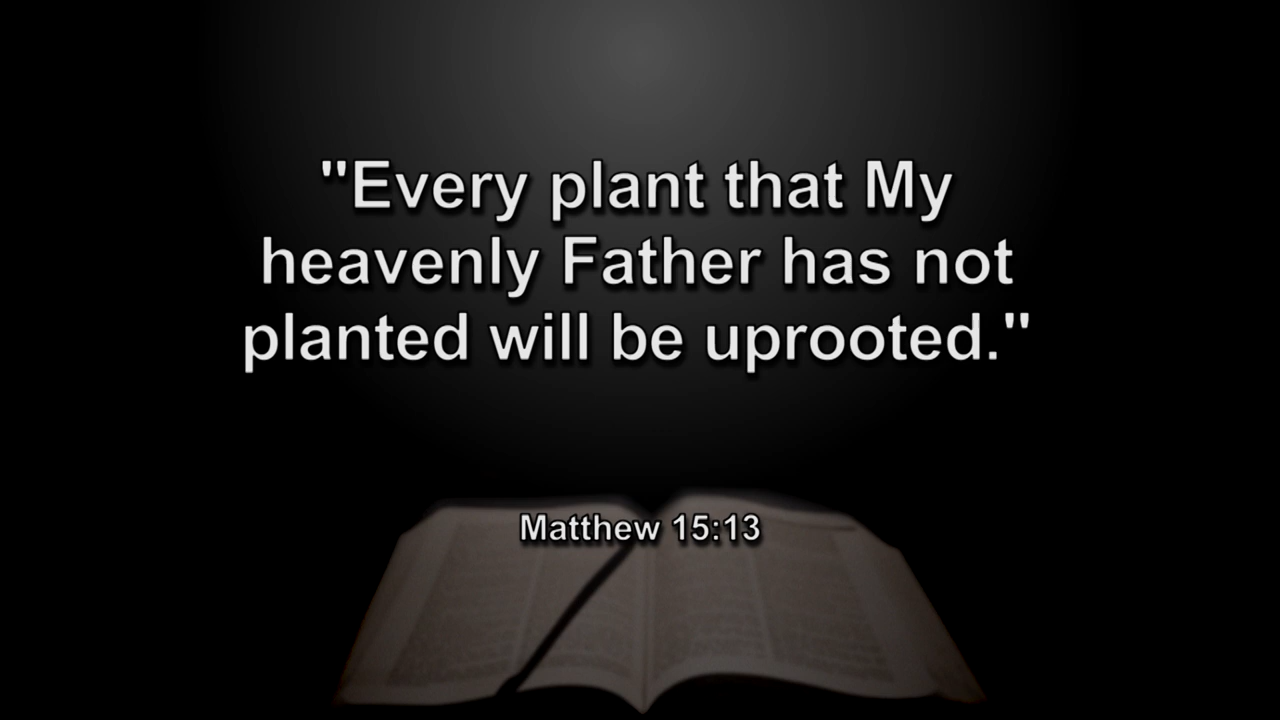 "Every plant that My
heavenly Father has not
planted will be uprooted."
Matthew 15:13